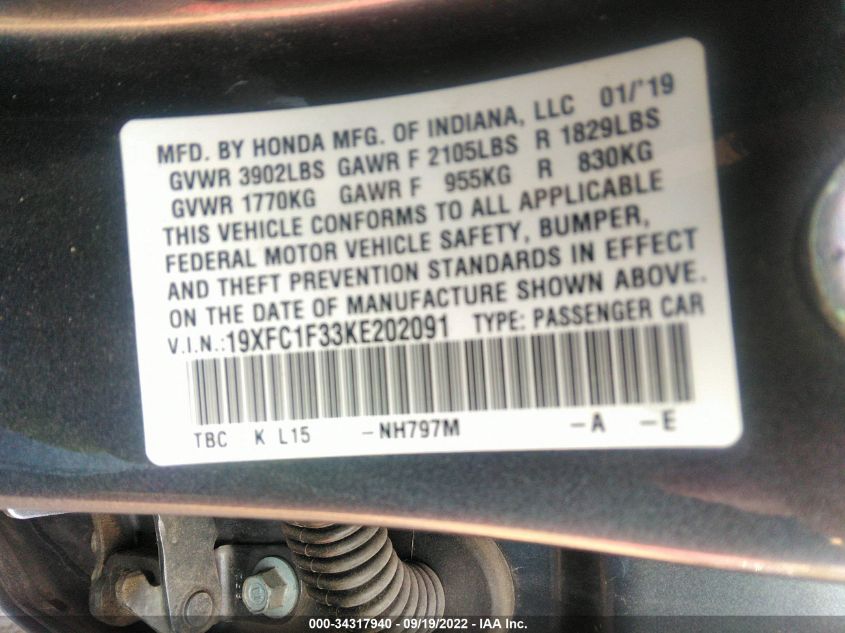 MFD. BY HONDA MFG. OF INDIANA, LLC 01/'19
GVWR 3902LBS GAWR F 2105LBS R 1829LBS
GVWR 1770KG GAWR F 955KG R 830KG
THIS VEHICLE CONFORMS TO ALL APPLICABLE
FEDERAL MOTOR VEHICLE SAFETY, BUMPER,
AND THEFT PREVENTION STANDARDS IN EFFECT
ON THE DATE OF MANUFACTURE SHOWN ABOVE.
V.I.N.:19XFC1F33KE202091 TYPE: PASSENGER CAR
TBC K L15 -NH797M -A -E
000-34317940 - 09/19/2022 - IAA Inc.